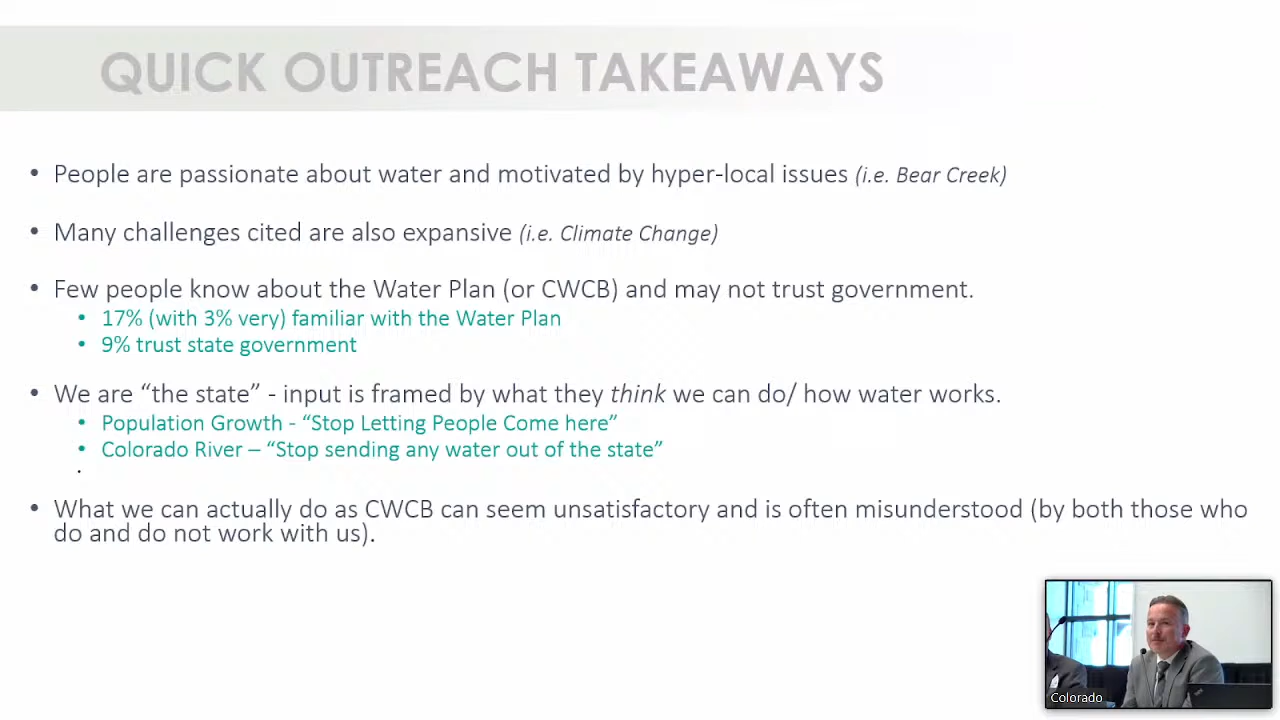 QUICK OUTREACH TAKEAWAYS
• People are passionate about water and motivated by hyper-local issues (i.e. Bear Creek)
• Many challenges cited are also expansive (i.e. Climate Change)
• Few people know about the Water Plan (or CWCB) and may not trust government.
• 17% (with 3% very) familiar with the Water Plan
• 9% trust state government
• We are “the state” - input is framed by what they think we can do/ how water works.
• Population Growth - “Stop Letting People Come here”
• Colorado River – “Stop sending any water out of the state”
• What we can actually do as CWCB can seem unsatisfactory and is often misunderstood (by both those who
do and do not work with us).
Colorado